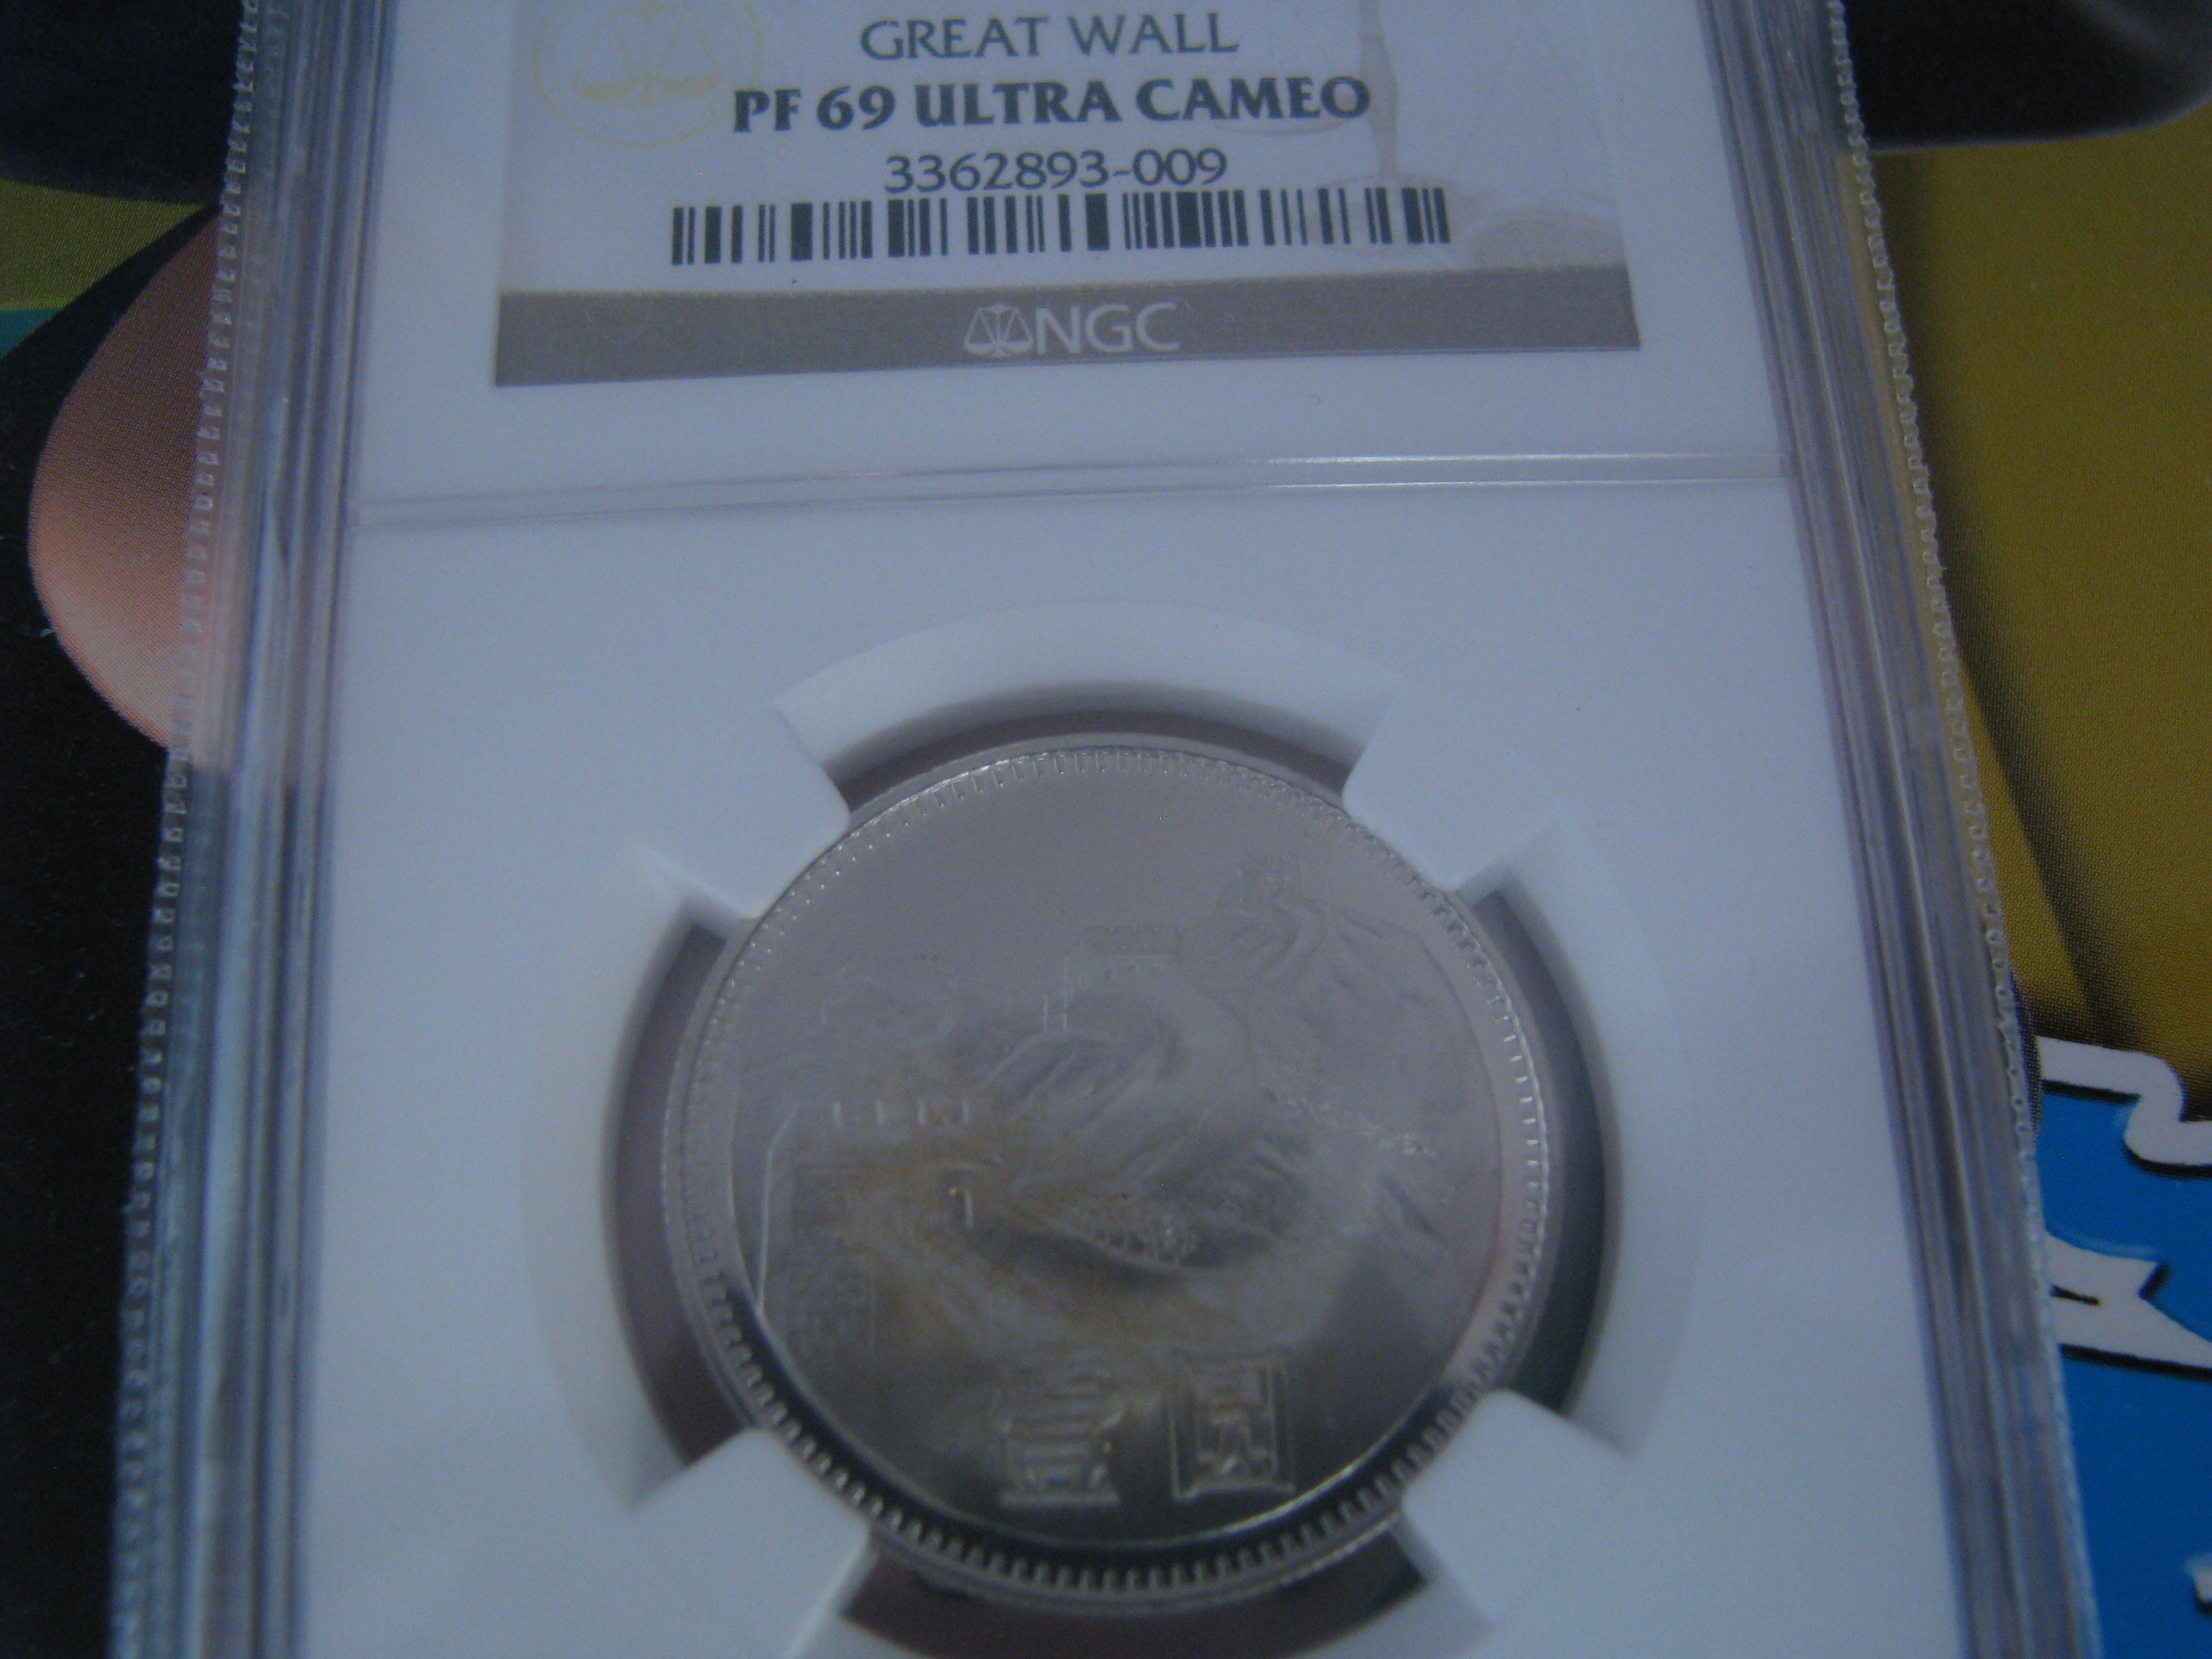 GREAT WALL
PF 69 ULTRA CAMEO
3362893-009
NGC
壹圆